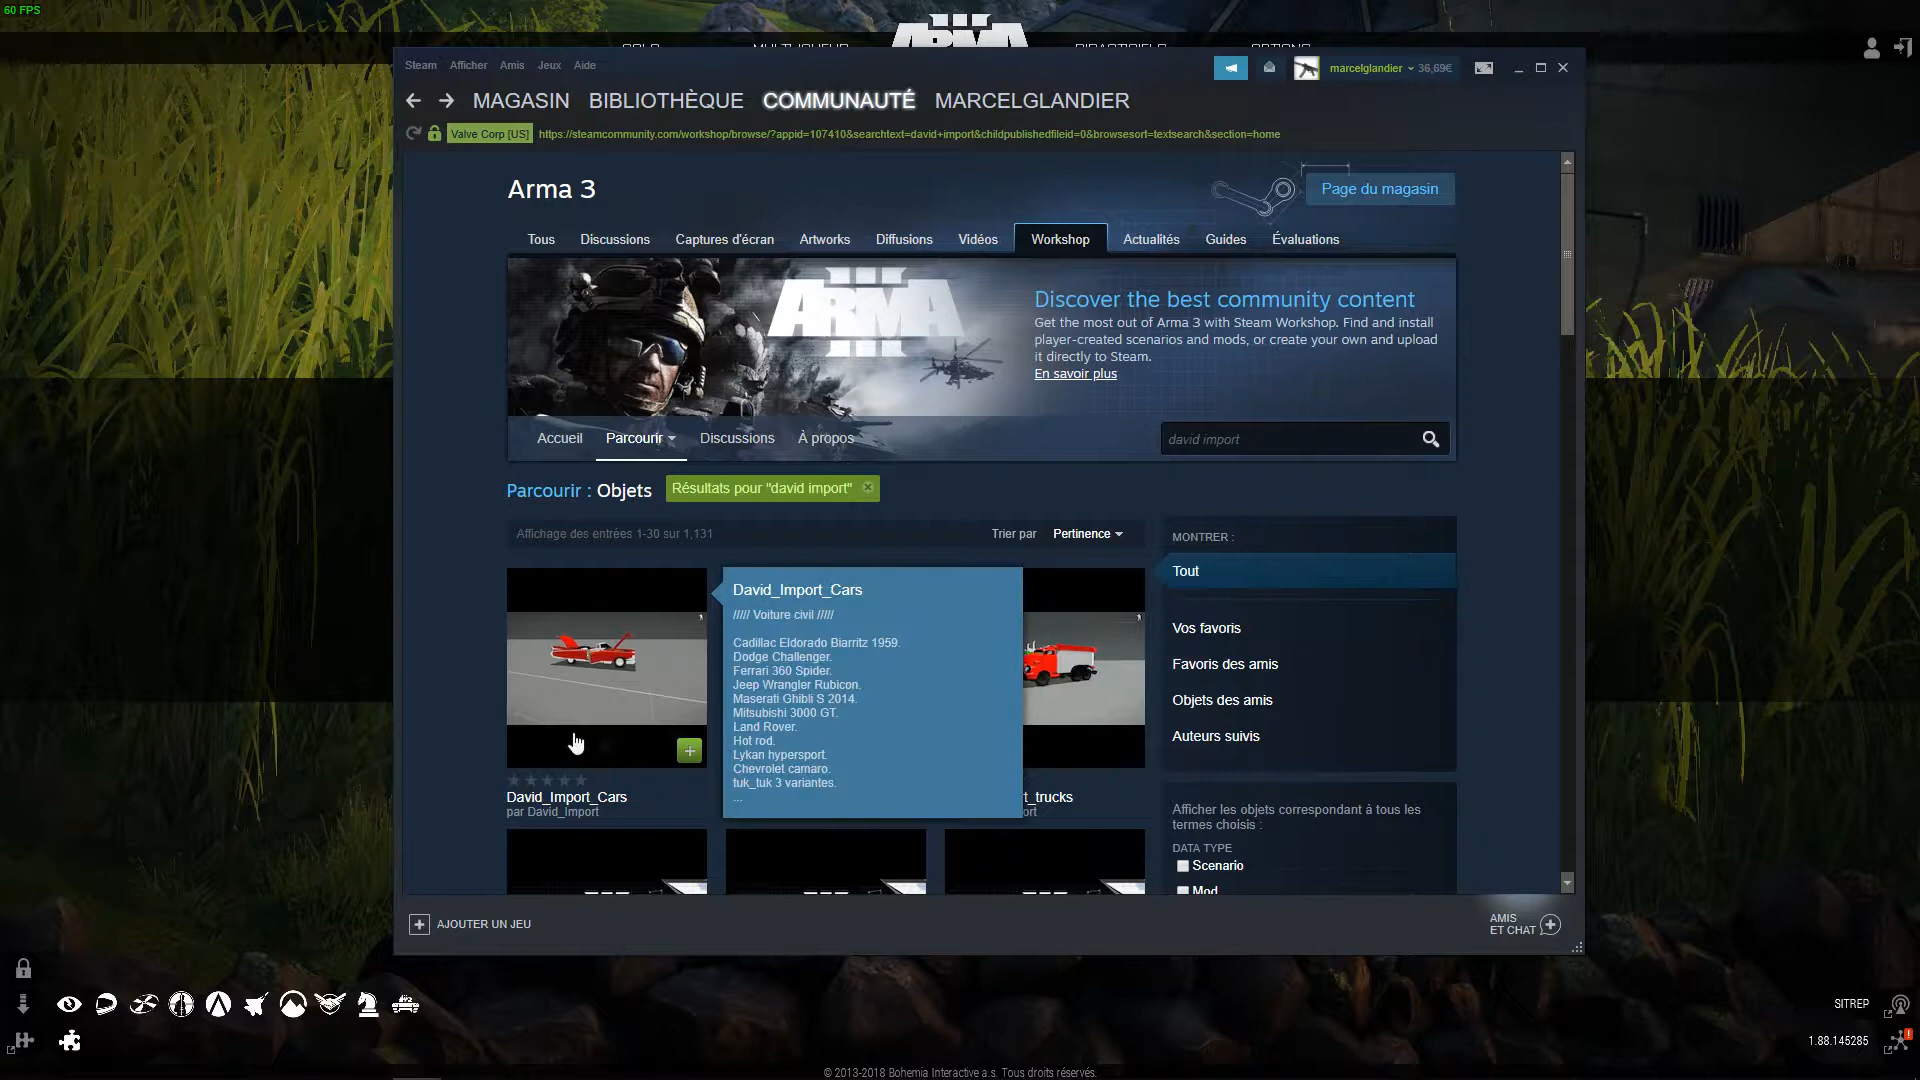 60 FPS
ARMA
Steam Afficher Amis Jeux Aide
marcelglandier 36,69€
MAGASIN BIBLIOTHÈQUE COMMUNAUTÉ MARCELGLANDIER
Valve Corp [US] https://steamcommunity.com/workshop/browse/?appid=107410&searchtext=david+import&childpublishedfileid=0&browsesort=textsearch&section=home
Arma 3
Page du magasin
Tous Discussions Captures d'écran Artworks Diffusions Vidéos Workshop Actualités Guides Évaluations
ARMA III
Discover the best community content
Get the most out of Arma 3 with Steam Workshop. Find and install
player-created scenarios and mods, or create your own and upload
it directly to Steam.
En savoir plus
Accueil Parcourir Discussions À propos
david import
Parcourir : Objets
Résultats pour "david import"
Affichage des entrées 1-30 sur 1,131
Trier par Pertinence
David_Import_Cars
par David_Import
David_Import_Cars
///// Voiture civil /////
Cadillac Eldorado Biarritz 1959.
Dodge Challenger.
Ferrari 360 Spider.
Jeep Wrangler Rubicon.
Maserati Ghibli S 2014.
Mitsubishi 3000 GT.
Land Rover.
Hot rod.
Lykan hypersport.
Chevrolet camaro.
tuk_tuk 3 variantes.
...
t_trucks
ort
MONTRER :
Tout
Vos favoris
Favoris des amis
Objets des amis
Auteurs suivis
Afficher les objets correspondant à tous les
termes choisis :
DATA TYPE
Scenario
Mod
AJOUTER UN JEU
AMIS
ET CHAT
SITREP
1.88.145285
© 2013-2018 Bohemia Interactive a.s. Tous droits réservés.